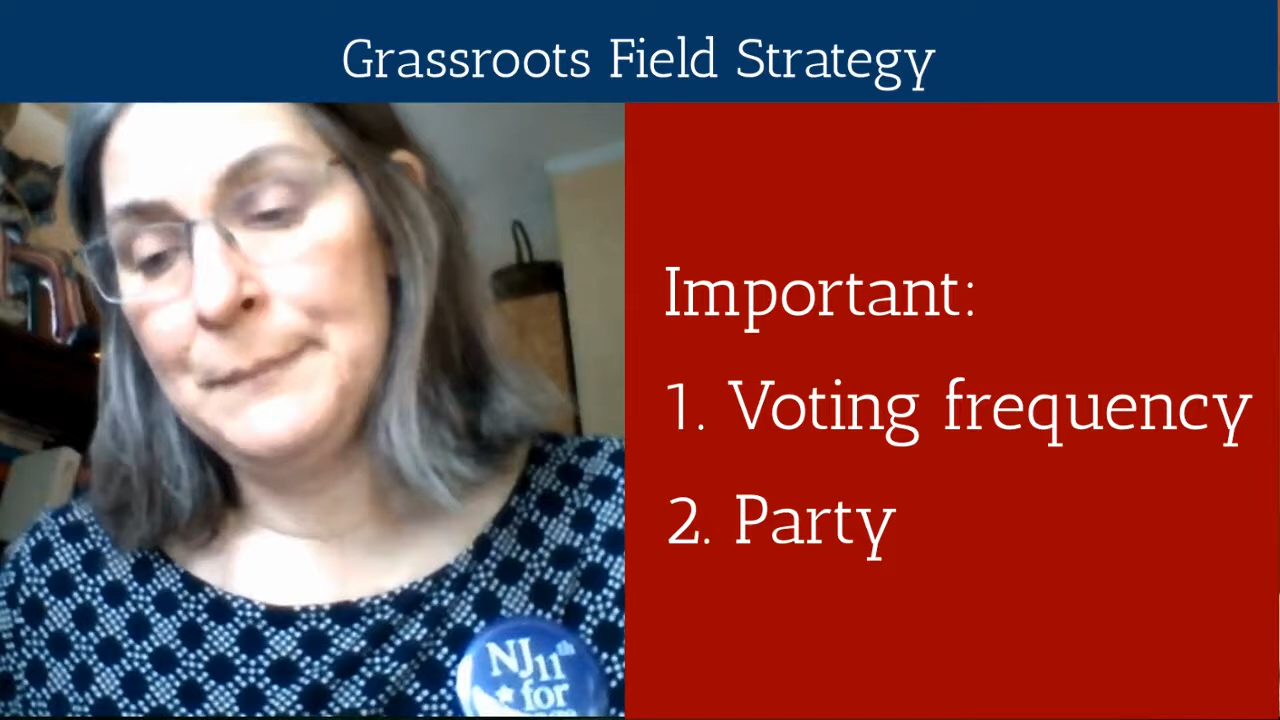 Grassroots Field Strategy
Important:
1. Voting frequency
2. Party
NJ11th
for